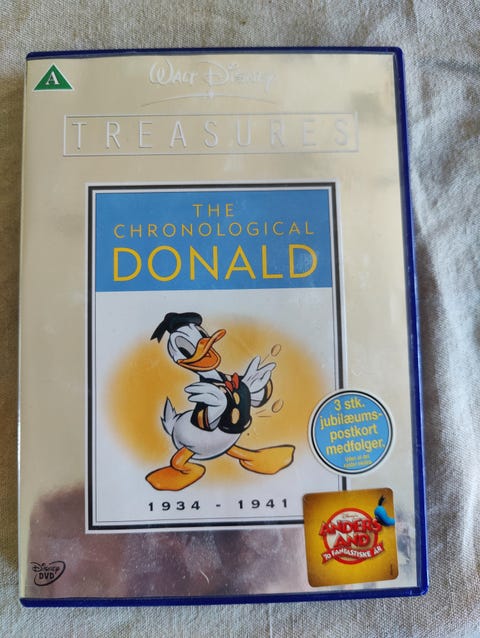 A
Walt Disney
TREASURES
THE
CHRONOLOGICAL
DONALD
1934 - 1941
3 stk.
jubilæums-
postkort
medfølger.
ANDERS
AND
70 FANTASTISKE ÅR
Disney
DVD